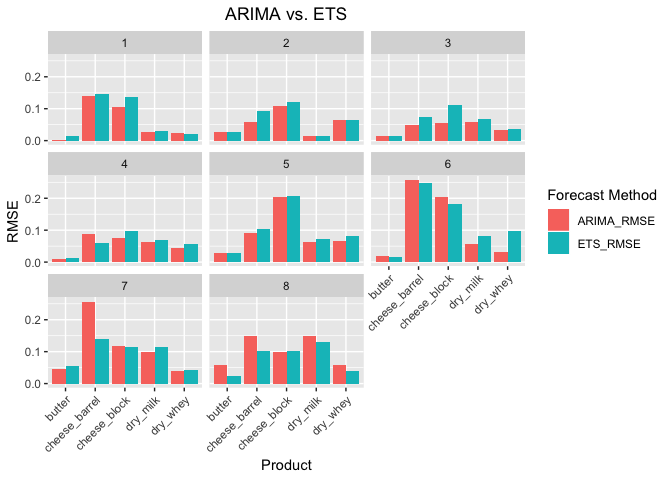 ARIMA vs. ETS
1
2
3
0.2
0.1
0.0
4
5
6
0.2
0.1
0.0
7
8
0.2
0.1
0.0
butter
cheese_barrel
cheese_block
dry_milk
dry_whey
butter
cheese_barrel
cheese_block
dry_milk
dry_whey
butter
cheese_barrel
cheese_block
dry_milk
dry_whey
RMSE
Product
Forecast Method
ARIMA_RMSE
ETS_RMSE